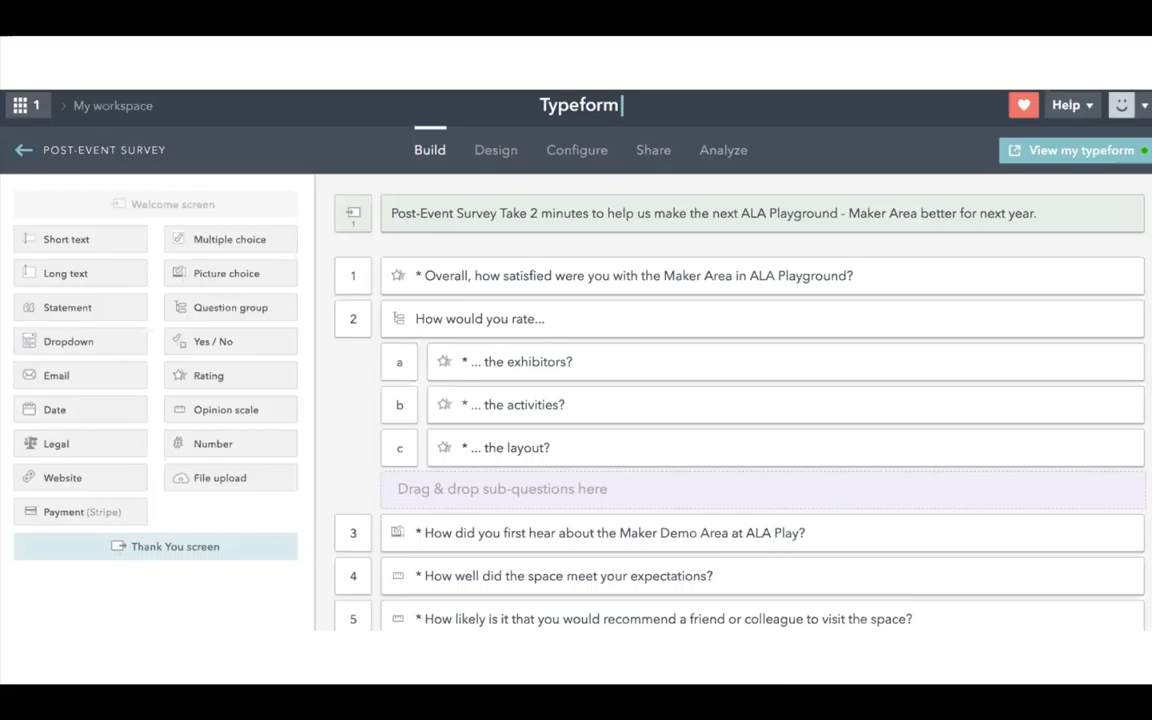 1 > My workspace
Typeform
Help
POST-EVENT SURVEY
Build
Design
Configure
Share
Analyze
View my typeform
Welcome screen
Short text
Multiple choice
Long text
Picture choice
Statement
Question group
Dropdown
Yes / No
Email
Rating
Date
Opinion scale
Legal
Number
Website
File upload
Payment (Stripe)
Thank You screen
1
Post-Event Survey Take 2 minutes to help us make the next ALA Playground - Maker Area better for next year.
1 * Overall, how satisfied were you with the Maker Area in ALA Playground?
2 How would you rate...
a * ... the exhibitors?
b * ... the activities?
c * ... the layout?
Drag & drop sub-questions here
3 * How did you first hear about the Maker Demo Area at ALA Play?
4 * How well did the space meet your expectations?
5 * How likely is it that you would recommend a friend or colleague to visit the space?